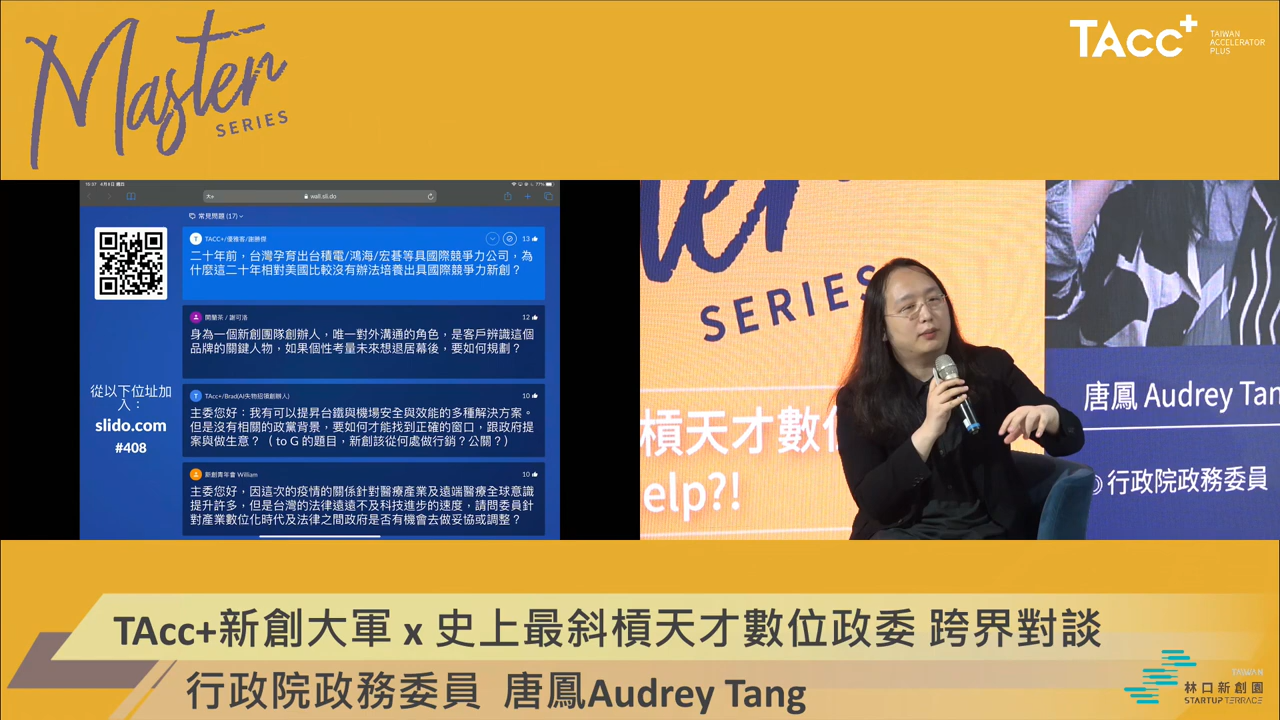 Master
SERIES
TAcc+
TAIWAN
ACCELERATOR
PLUS
wall.sli.do
77%
常見問題 (17)
TACC+/優雅客/謝勝傑
13
二十年前，台灣孕育出台積電/鴻海/宏碁等具國際競爭力公司，為
什麼這二十年相對美國比較沒有辦法培養出具國際競爭力新創？
開蘭茶 / 謝可洛
12
身為一個新創團隊創辦人，唯一對外溝通的角色，是客戶辨識這個
品牌的關鍵人物，如果個性考量未來想退居幕後，要如何規劃？
TAcc+/Brad(AI失物招領創辦人)
10
主委您好：我有可以提昇台鐵與機場安全與效能的多種解決方案。
但是沒有相關的政黨背景，要如何才能找到正確的窗口，跟政府提
案與做生意？（ to G 的題目，新創該從何處做行銷？公關？）
新創青年會 William
10
主委您好，因這次的疫情的關係針對醫療產業及遠端醫療全球意識
提升許多，但是台灣的法律遠遠不及科技進步的速度，請問委員針
對產業數位化時代及法律之間政府是否有機會去做妥協或調整？
從以下位址加
入：
slido.com
#408
SERIES
槓天才數位
elp?!
唐鳳 Audrey Tan
行政院政務委員
TAcc+新創大軍 x 史上最斜槓天才數位政委 跨界對談
行政院政務委員 唐鳳Audrey Tang
TAIWAN
林口新創園
STARTUP TERRACE